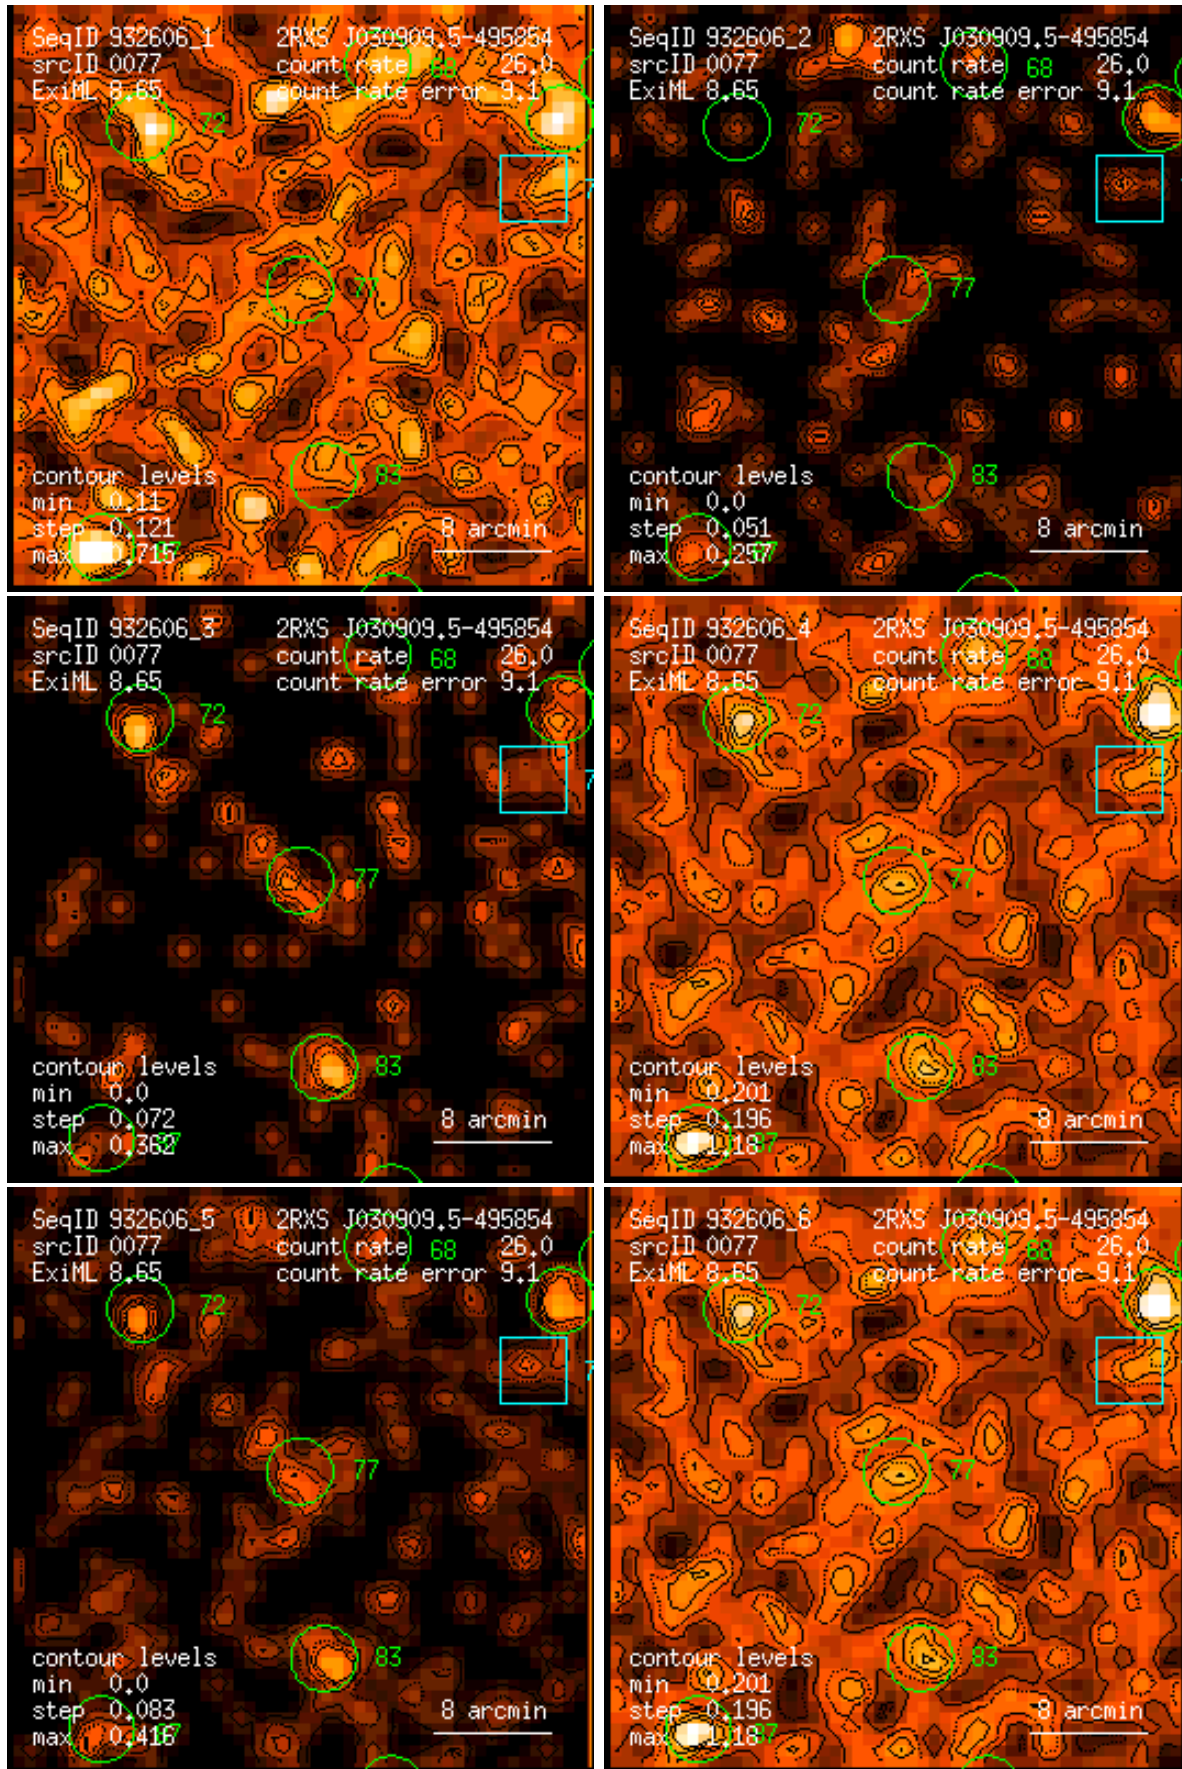 SeqID 932606_1 2RXS J030909.5-495854
srcID 0077 count rate 68 26.0
ExiML 8.65 count rate error 9.1
72
77
contour levels
83
min 0.11
step 0.121 8 arcmin
max 0.715
SeqID 932606_2 2RXS J030909.5-495854
srcID 0077 count rate 68 26.0
ExiML 8.65 count rate error 9.1
72
77
contour levels
83
min 0.0
step 0.051 8 arcmin
max 0.257
SeqID 932606_3 2RXS J030909.5-495854
srcID 0077 count rate 68 26.0
ExiML 8.65 count rate error 9.1
72
77
contour levels
83
min 0.0
step 0.072 8 arcmin
max 0.362
SeqID 932606_4 2RXS J030909.5-495854
srcID 0077 count rate 68 26.0
ExiML 8.65 count rate error 9.1
72
77
contour levels
83
min 0.201
step 0.196 8 arcmin
max 1.18 97
SeqID 932606_5 2RXS J030909.5-495854
srcID 0077 count rate 68 26.0
ExiML 8.65 count rate error 9.1
72
77
contour levels
83
min 0.0
step 0.083 8 arcmin
max 0.416
SeqID 932606_6 2RXS J030909.5-495854
srcID 0077 count rate 68 26.0
ExiML 8.65 count rate error 9.1
72
77
contour levels
83
min 0.201
step 0.196 8 arcmin
max 1.18 97